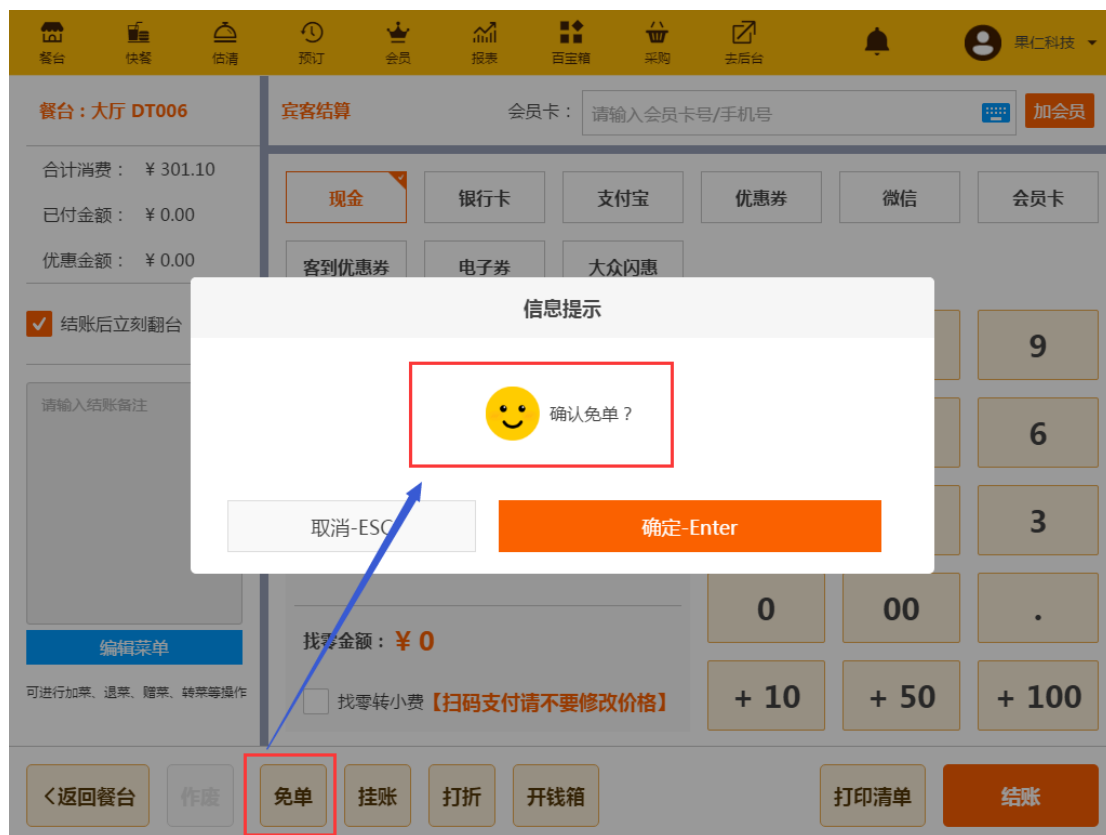 餐台 快餐 估清 预订 会员 报表 百宝箱 采购 去后台 果仁科技
餐台：大厅 DT006
宾客结算 会员卡： 请输入会员卡号/手机号 加会员
合计消费： ¥ 301.10
已付金额： ¥ 0.00
优惠金额： ¥ 0.00
结账后立刻翻台
请输入结账备注
编辑菜单
可进行加菜、退菜、赠菜、转菜等操作
现金 银行卡 支付宝 优惠券 微信 会员卡
客到优惠券 电子券 大众闪惠
信息提示
确认免单？
取消-ESC 确定-Enter
9
6
3
0 00 .
找零金额：¥ 0
找零转小费【扫码支付请不要修改价格】
+ 10 + 50 + 100
<返回餐台 作废 免单 挂账 打折 开钱箱 打印清单 结账